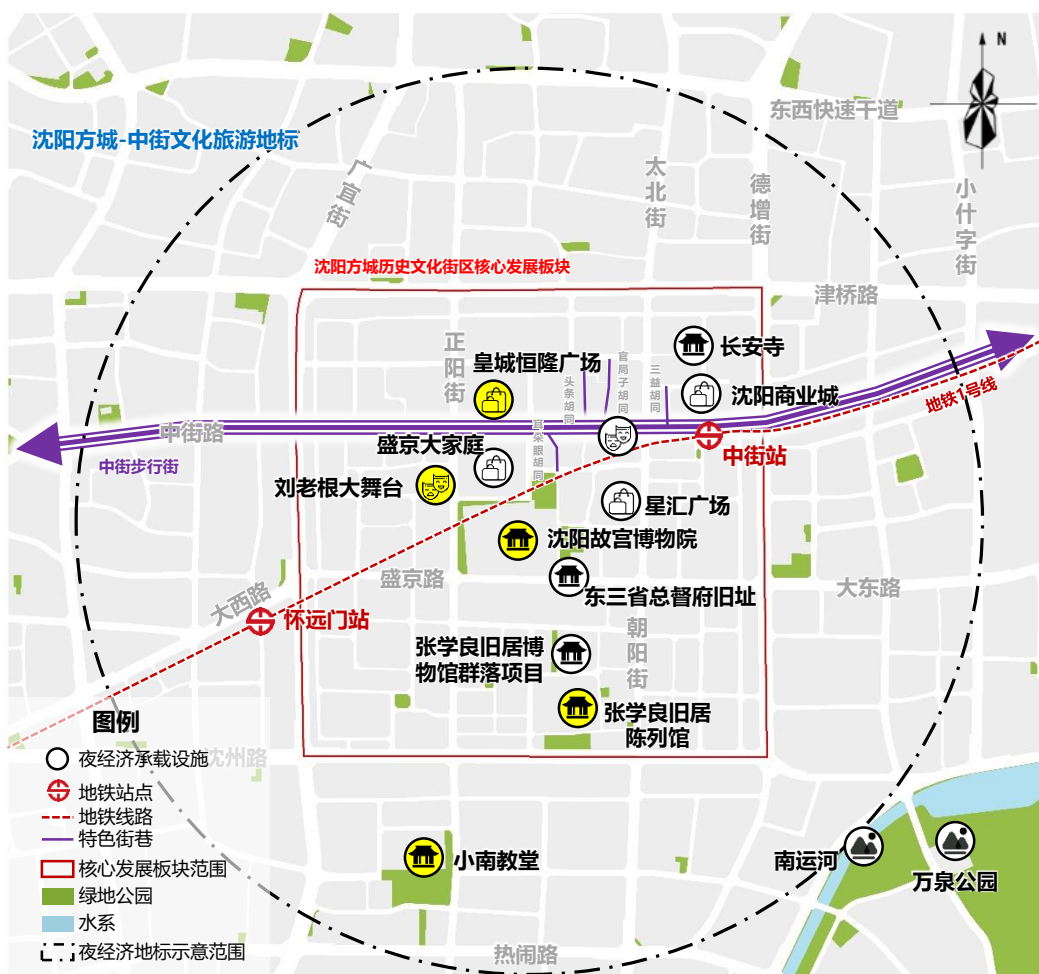 N
东西快速干道
沈阳方城-中街文化旅游地标
广宜街
太北街
德增街
小什字街
沈阳方城历史文化街区核心发展板块
津桥路
正阳街
皇城恒隆广场
头条胡同
官局子胡同
三益胡同
长安寺
沈阳商业城
地铁1号线
中街路
中街步行街
盛京大家庭
耳朵眼胡同
中街站
刘老根大舞台
星汇广场
沈阳故宫博物院
盛京路
东三省总督府旧址
大东路
大西路
怀远门站
朝阳街
张学良旧居博
物馆群落项目
张学良旧居
陈列馆
图例
夜经济承载设施
沈州路
地铁站点
地铁线路
特色街巷
核心发展板块范围
绿地公园
水系
夜经济地标示意范围
小南教堂
南运河
万泉公园
热闹路